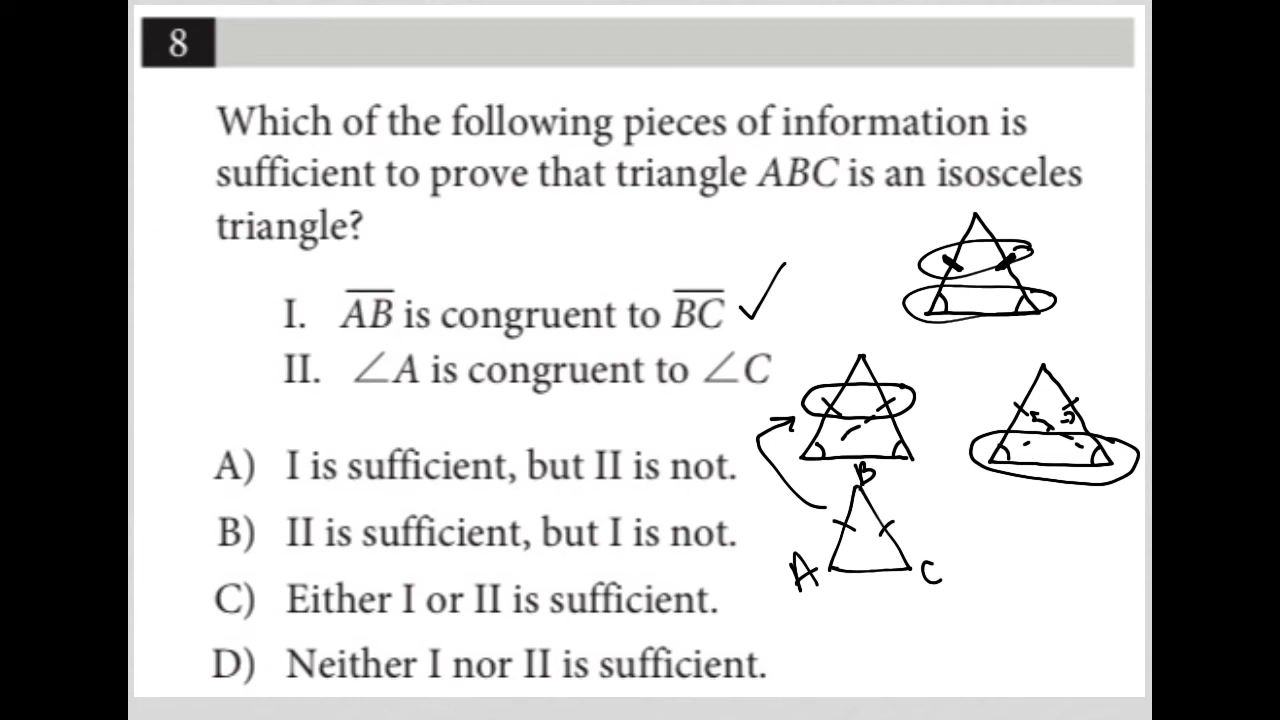 8
Which of the following pieces of information is
sufficient to prove that triangle ABC is an isosceles
triangle?
I. AB is congruent to BC
II. ∠A is congruent to ∠C
A) I is sufficient, but II is not.
B) II is sufficient, but I is not.
C) Either I or II is sufficient.
D) Neither I nor II is sufficient.
B
A
C